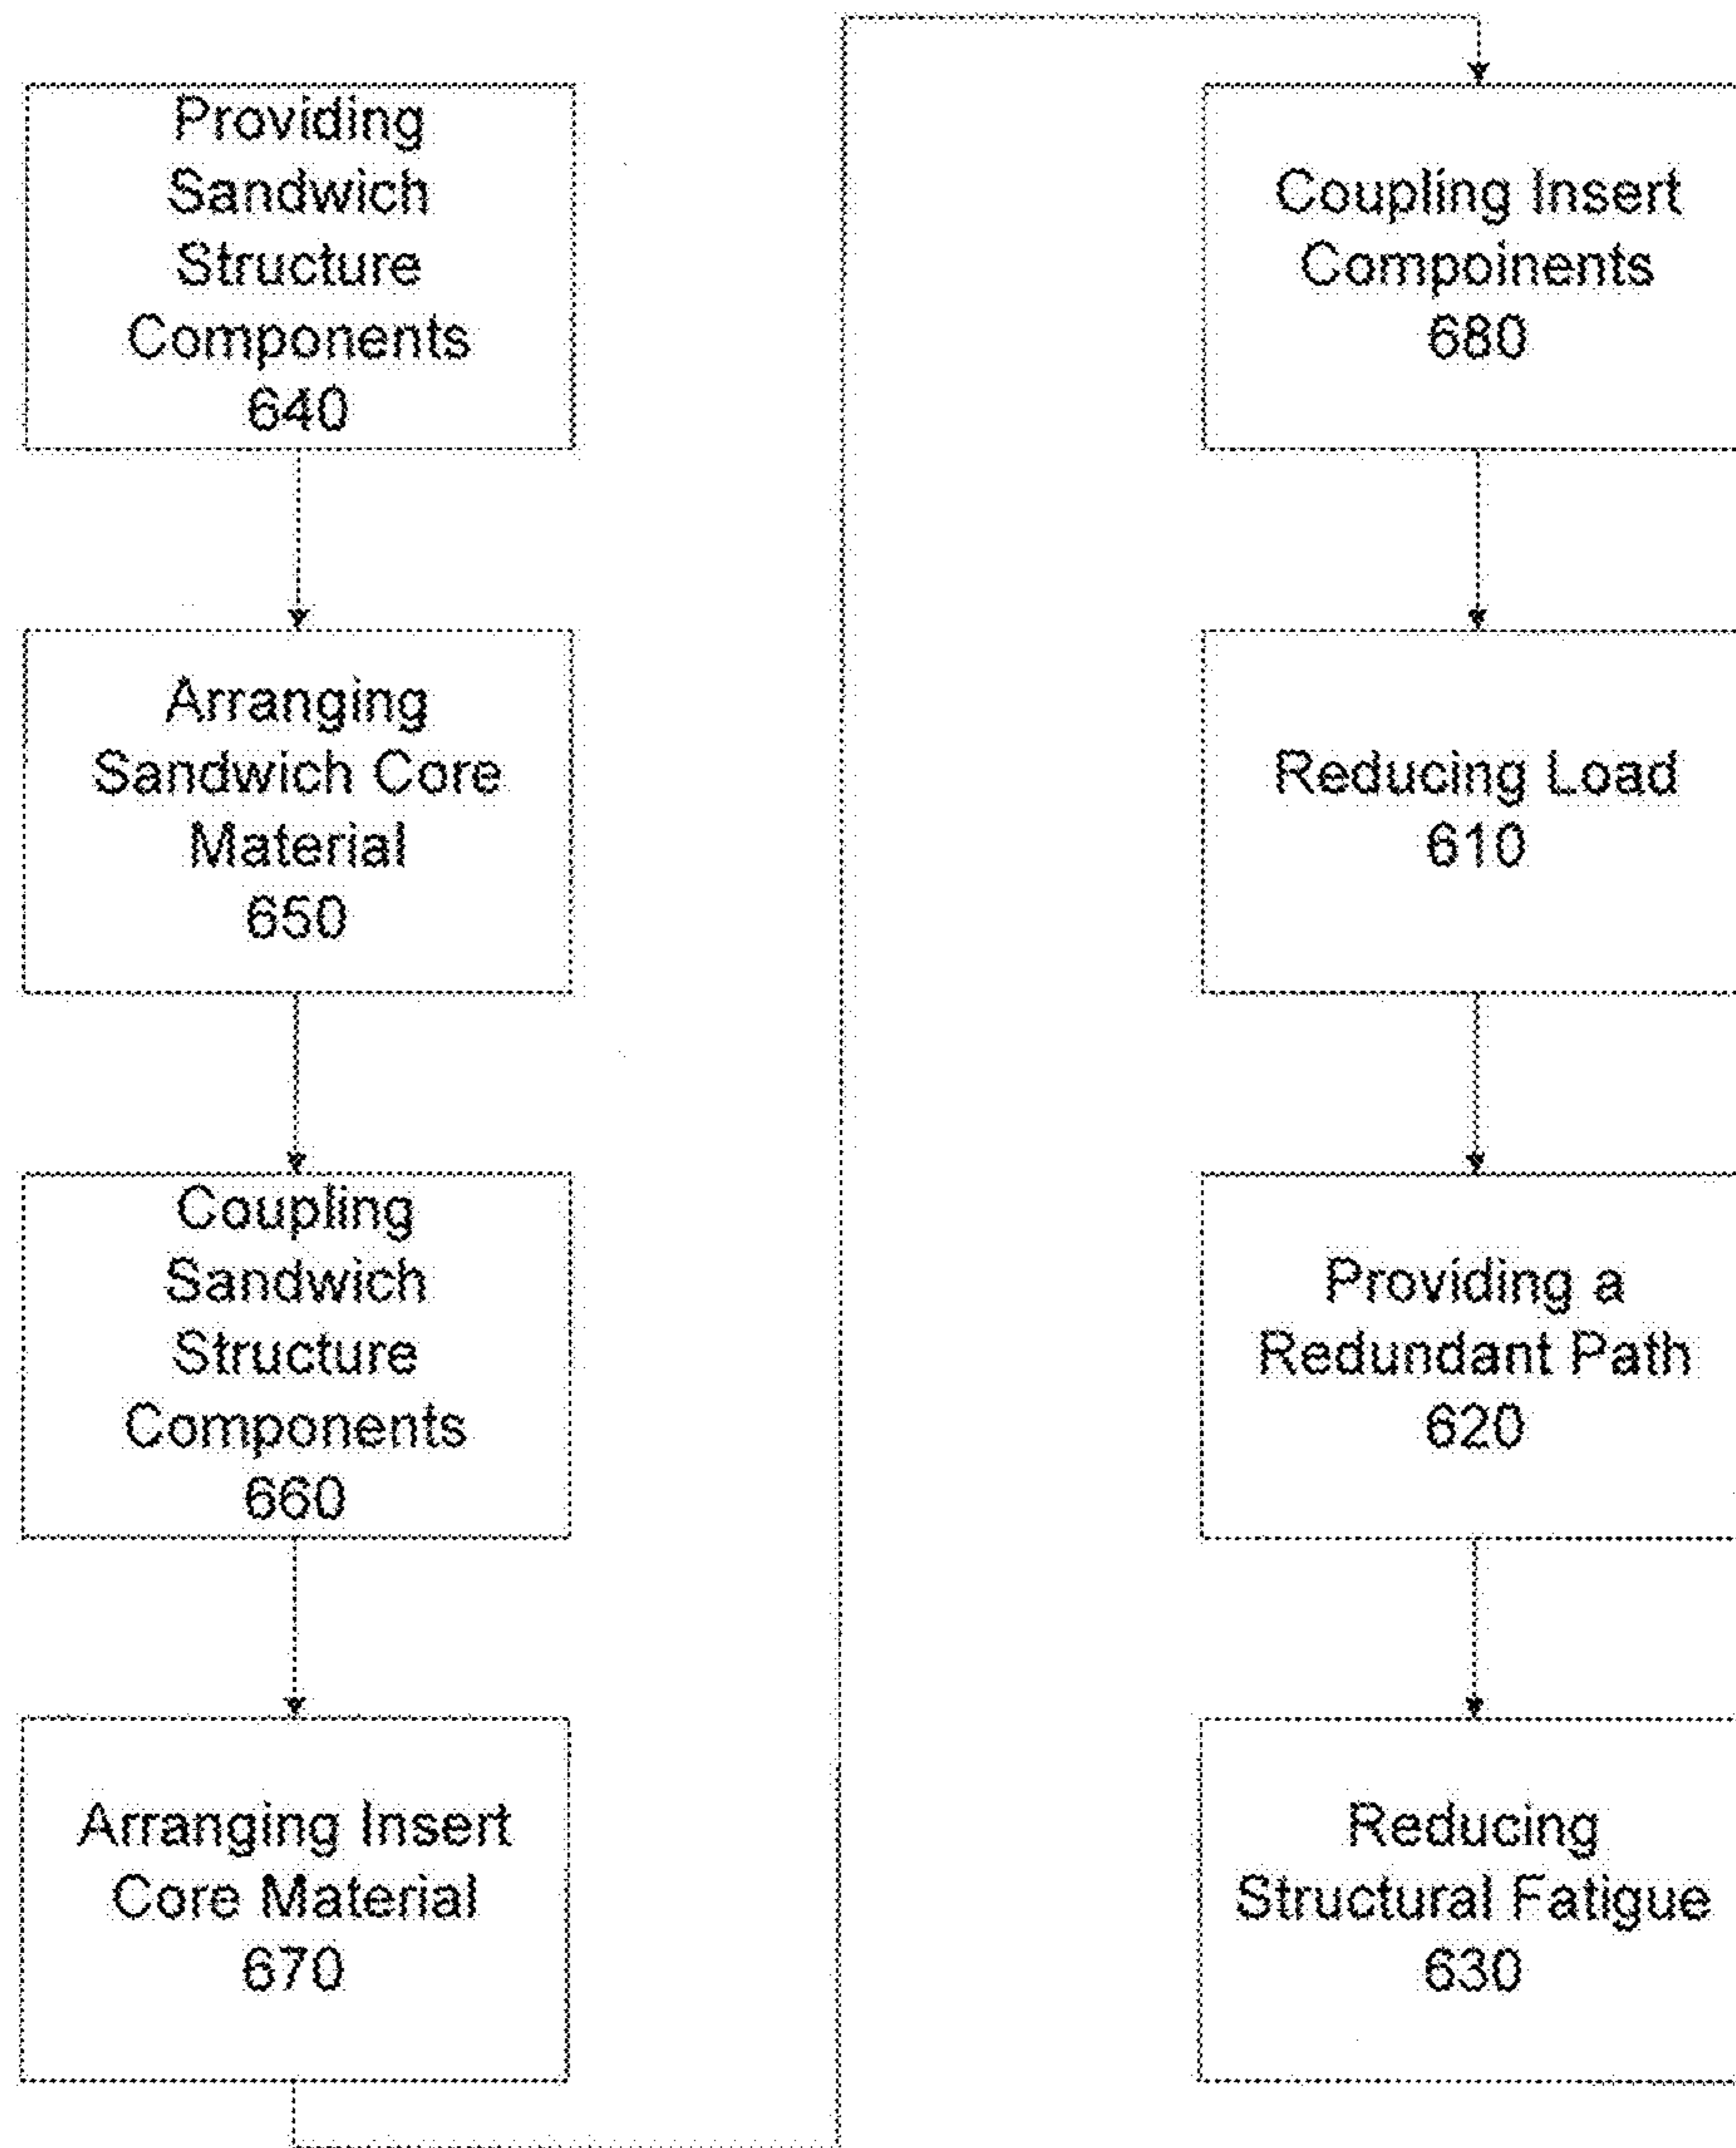 Providing
Sandwich
Structure
Components
640
Arranging
Sandwich Core
Material
650
Coupling
Sandwich
Structure
Components
660
Arranging Insert
Core Material
670
Coupling Insert
Compoinents
680
Reducing Load
610
Providing a
Redundant Path
620
Reducing
Structural Fatigue
630